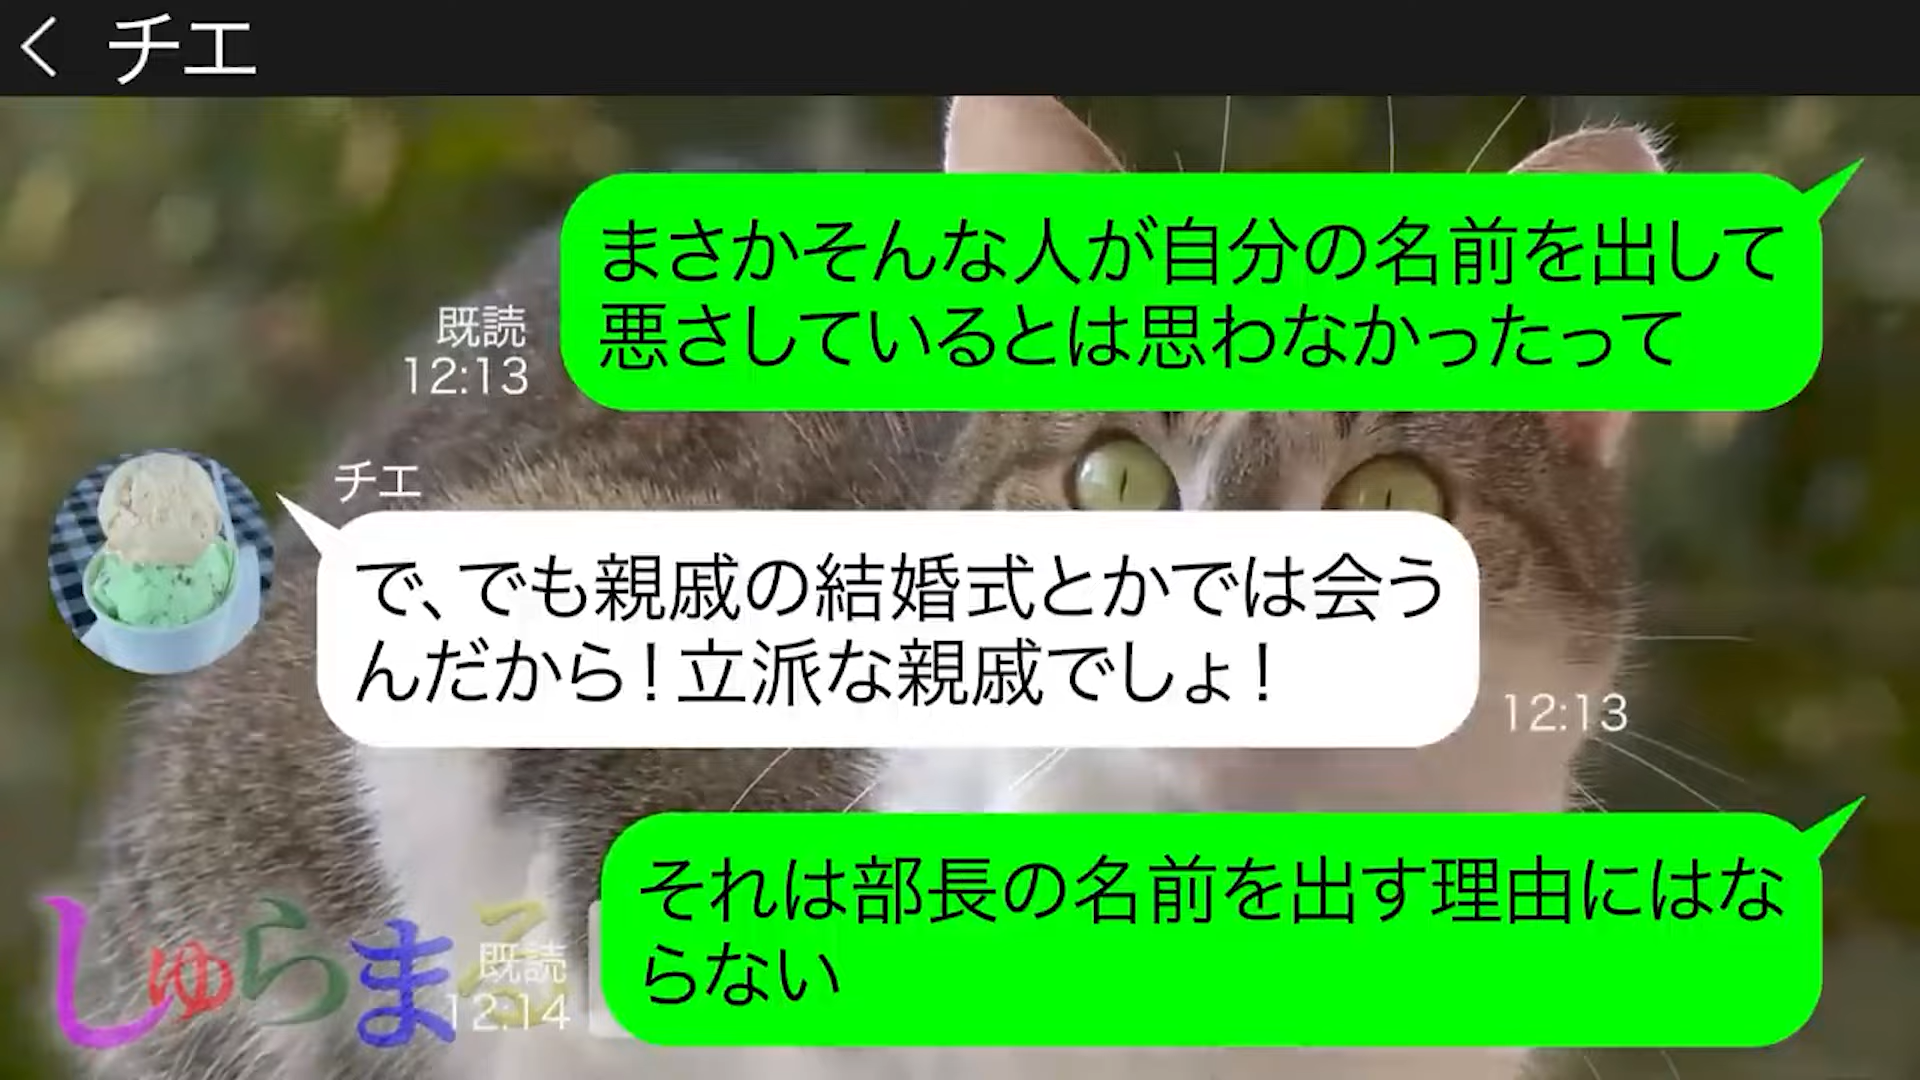 チエ
まさかそんな人が自分の名前を出して
悪さしているとは思わなかったって
既読
12:13
チエ
で、でも親戚の結婚式とかでは会う
んだから！立派な親戚でしょ！
12:13
それは部長の名前を出す理由にはな
らない
既読
12:14
しゅらまる